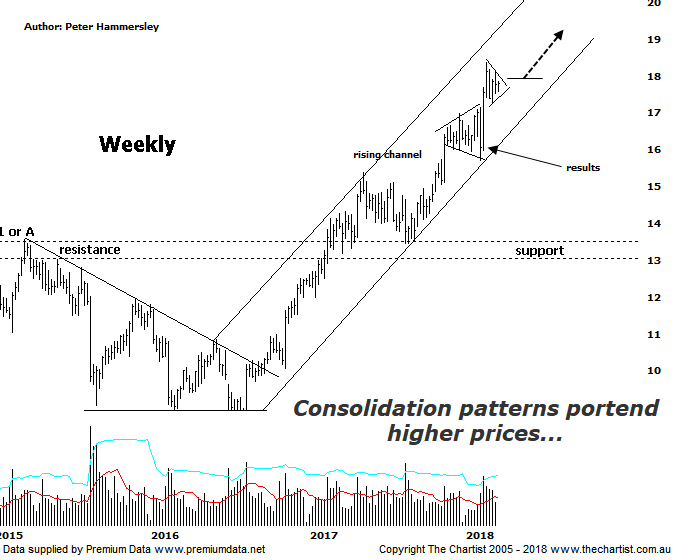 20
Author: Peter Hammersley
19
18
17
Weekly
16
rising channel
results
15
14
1 or A
resistance
support
13
12
11
10
Consolidation patterns portend
higher prices...
2015 2016 2017 2018
Data supplied by Premium Data www.premiumdata.net Copyright The Chartist 2005 - 2018 www.thechartist.com.au